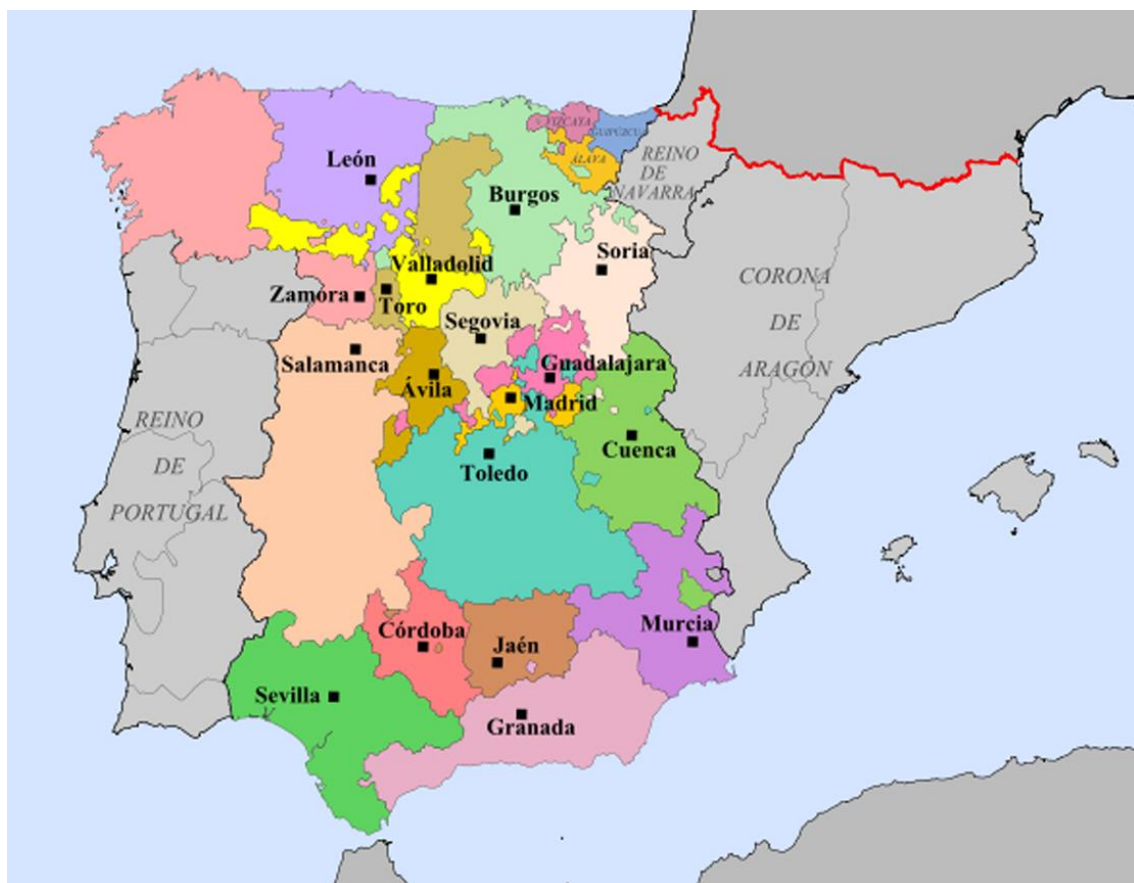 VIZCAYA
GUIPÚZCU
ÁLAVA
León
REINO
DE
NAVARRA
Burgos
Soria
Valladolid
CORONA
DE
ARAGÓN
Zamora
Toro
Segovia
Salamanca
Guadalajara
Ávila
Madrid
REINO
DE
PORTUGAL
Cuenca
Toledo
Córdoba
Murcia
Jaén
Sevilla
Granada